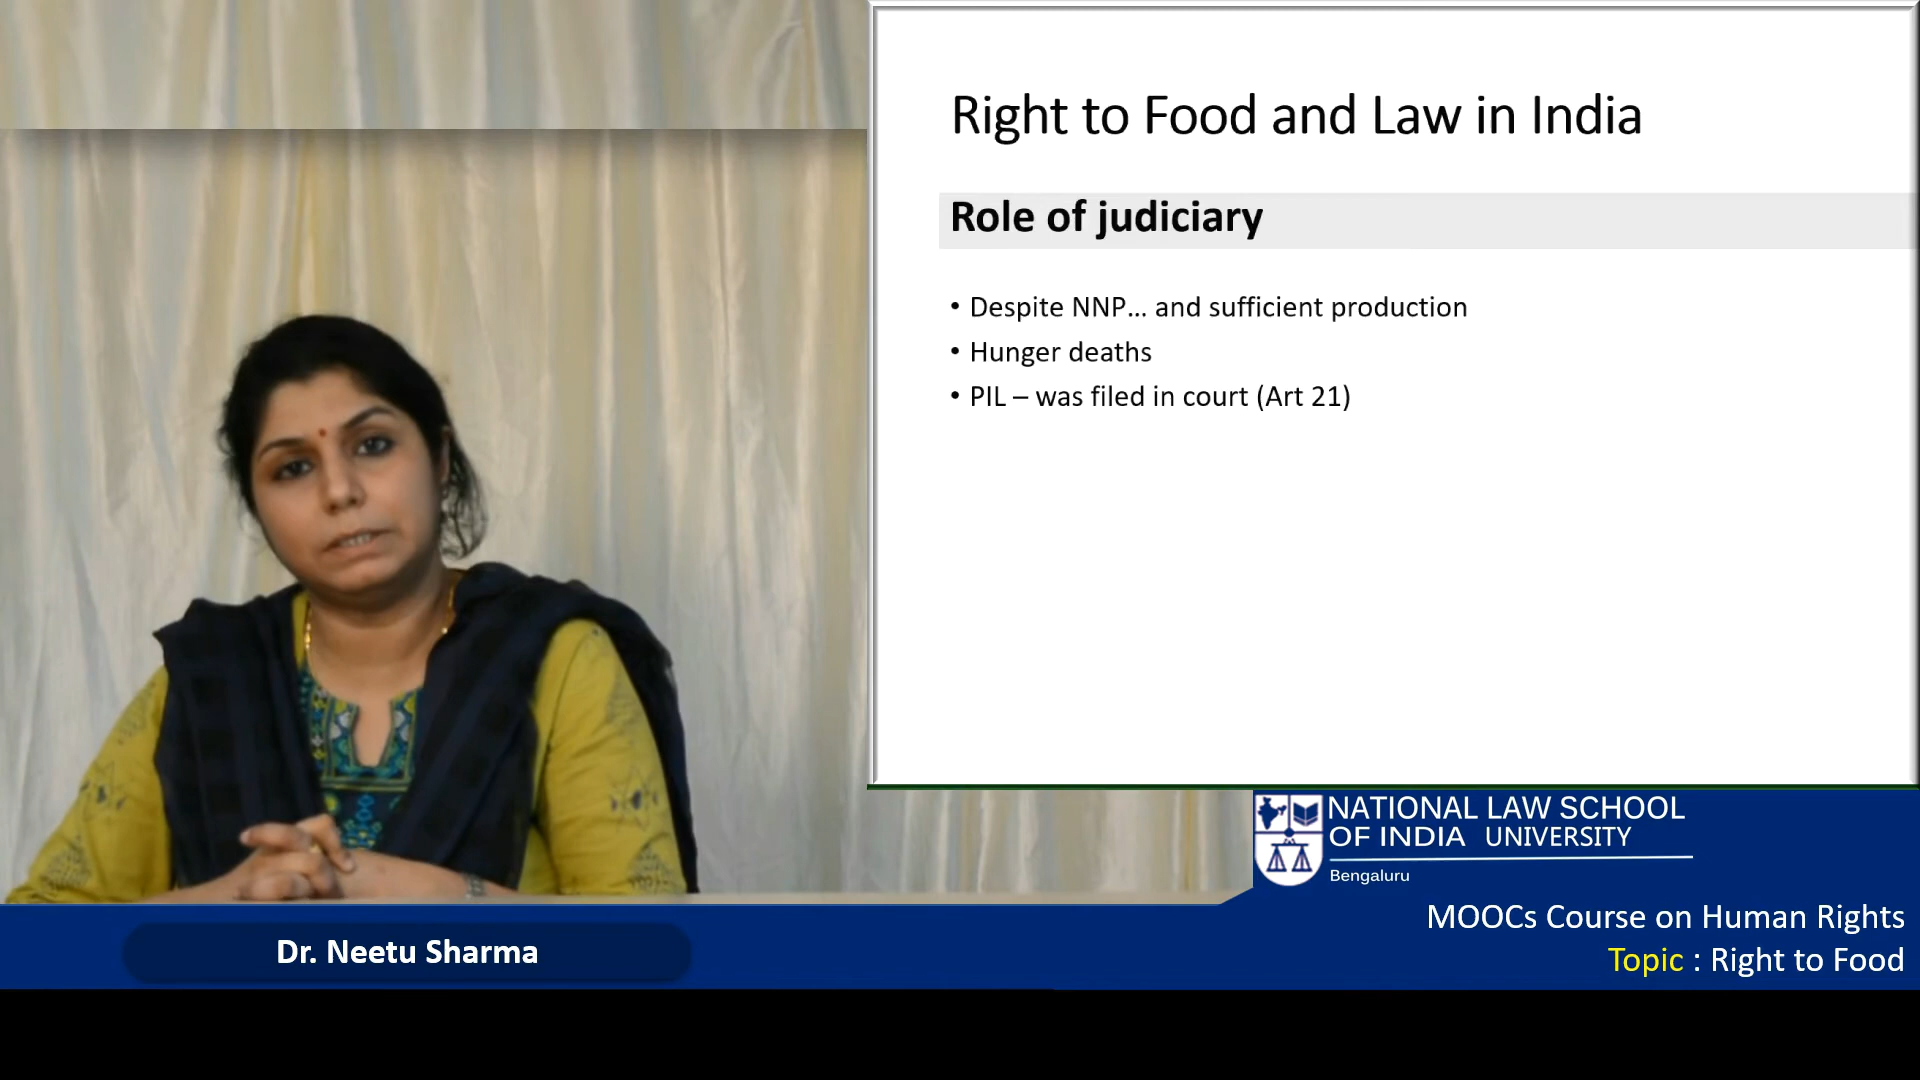 Right to Food and Law in India
Role of judiciary
• Despite NNP... and sufficient production
• Hunger deaths
• PIL – was filed in court (Art 21)
NATIONAL LAW SCHOOL
OF INDIA UNIVERSITY
Bengaluru
MOOCs Course on Human Rights
Topic : Right to Food
Dr. Neetu Sharma